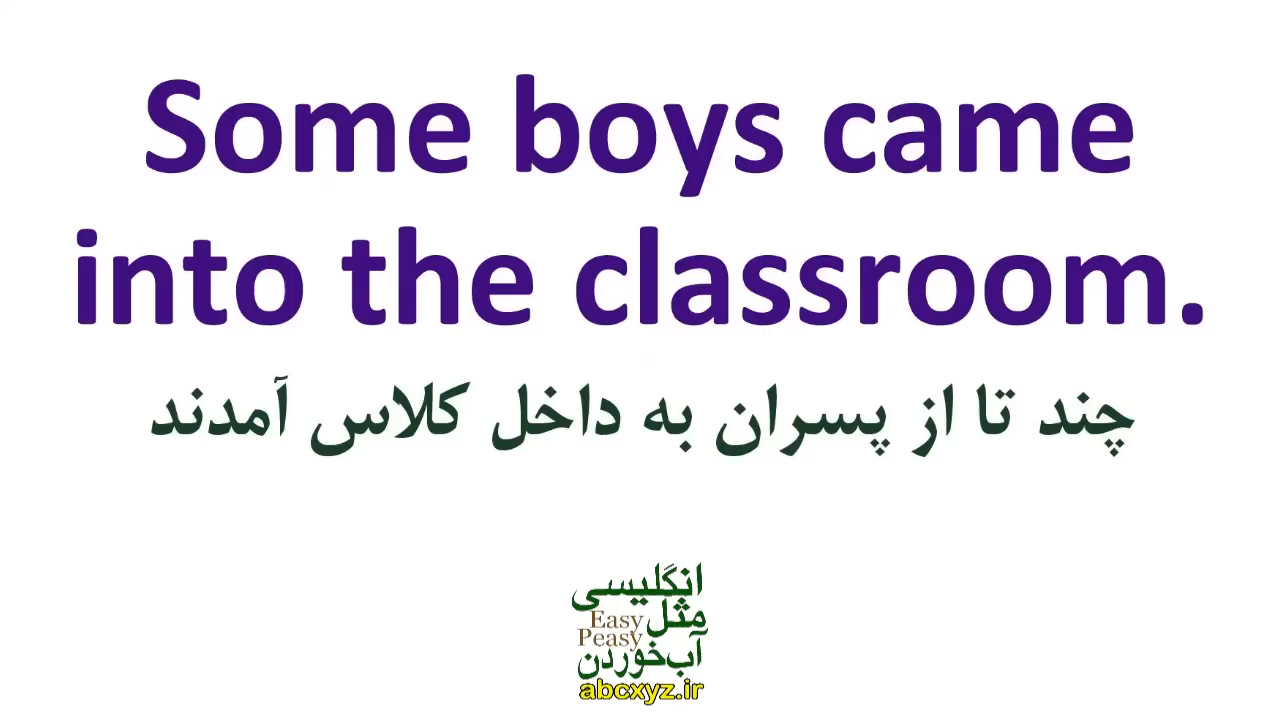 Some boys came
into the classroom.
چند تا از پسران به داخل کلاس آمدند
انگلیسی
مثل Easy
Peasy
آب‌خوردن
abcxyz.ir